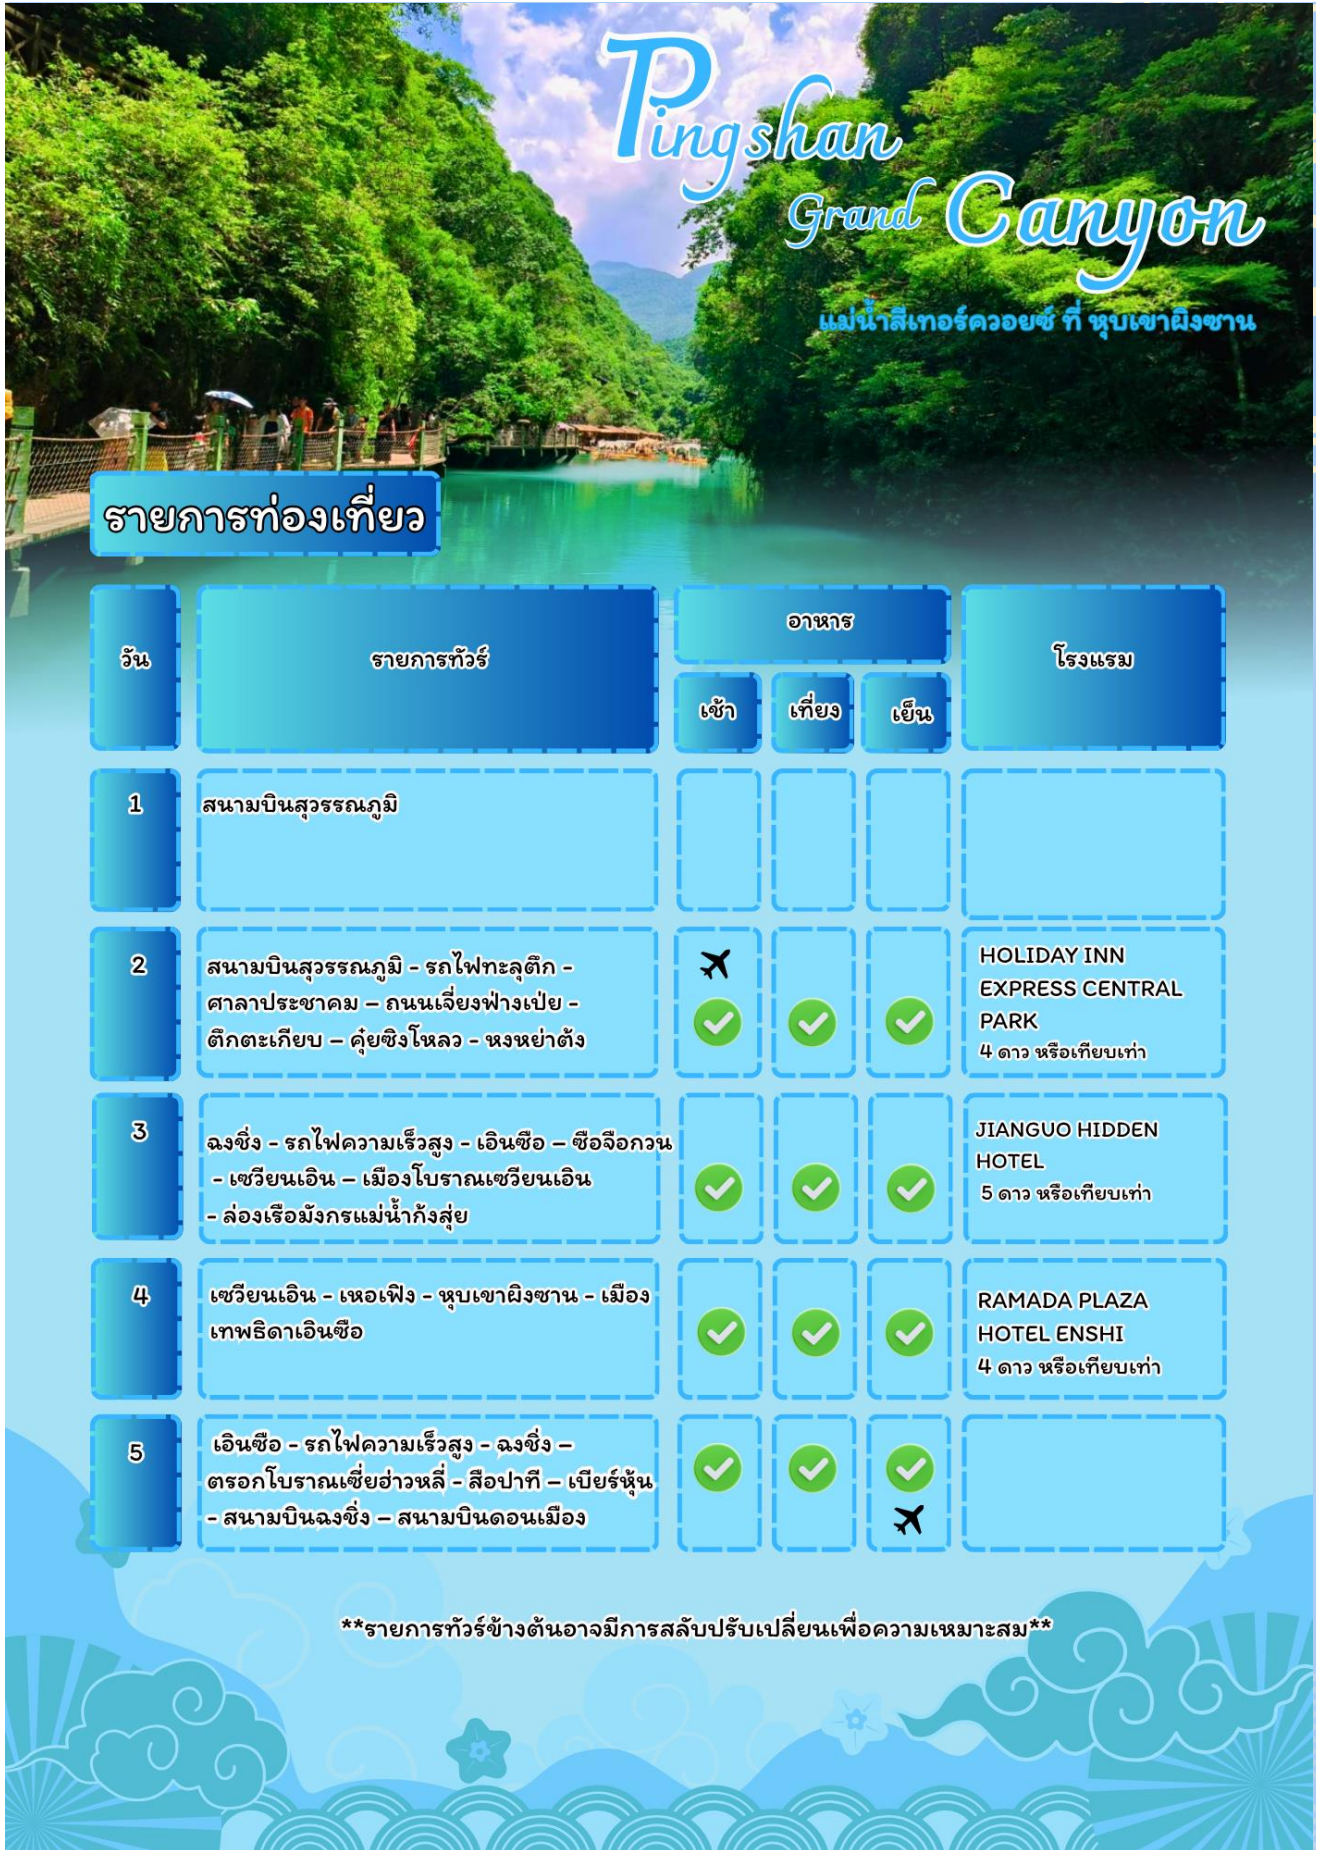 Pingshan
Grand Canyon
แม่น้ำสีเทอร์ควอยซ์ ที่ หุบเขาผิงซาน
รายการท่องเที่ยว
วัน
รายการทัวร์
อาหาร
โรงแรม
เช้า
เที่ยง
เย็น
1
สนามบินสุวรรณภูมิ
2
สนามบินสุวรรณภูมิ - รถไฟทะลุตึก -
ศาลาประชาคม – ถนนเจี่ยงฟ่างเป่ย -
ตึกตะเกียบ – คุ๋ยซิงโหลว - หงหย่าต้ง
HOLIDAY INN
EXPRESS CENTRAL
PARK
4 ดาว หรือเทียบเท่า
3
ฉงชิ่ง - รถไฟความเร็วสูง - เอินซือ – ซือจือกวน
- เซวียนเอิน – เมืองโบราณเซวียนเอิน
- ล่องเรือมังกรแม่น้ำก้งสุ่ย
JIANGUO HIDDEN
HOTEL
5 ดาว หรือเทียบเท่า
4
เซวียนเอิน - เหอเฟิง - หุบเขาผิงซาน - เมือง
เทพธิดาเอินซือ
RAMADA PLAZA
HOTEL ENSHI
4 ดาว หรือเทียบเท่า
5
เอินซือ - รถไฟความเร็วสูง - ฉงชิ่ง –
ตรอกโบราณเซี่ยฮ่าวหลี่ - สือปาที – เบียร์หุ้น
- สนามบินฉงชิ่ง – สนามบินดอนเมือง
**รายการทัวร์ข้างต้นอาจมีการสลับปรับเปลี่ยนเพื่อความเหมาะสม**